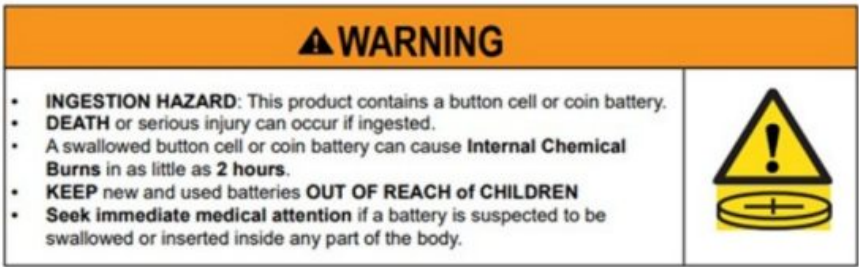 ⚠WARNING
• INGESTION HAZARD: This product contains a button cell or coin battery.
• DEATH or serious injury can occur if ingested.
• A swallowed button cell or coin battery can cause Internal Chemical
Burns in as little as 2 hours.
• KEEP new and used batteries OUT OF REACH of CHILDREN
• Seek immediate medical attention if a battery is suspected to be
swallowed or inserted inside any part of the body.